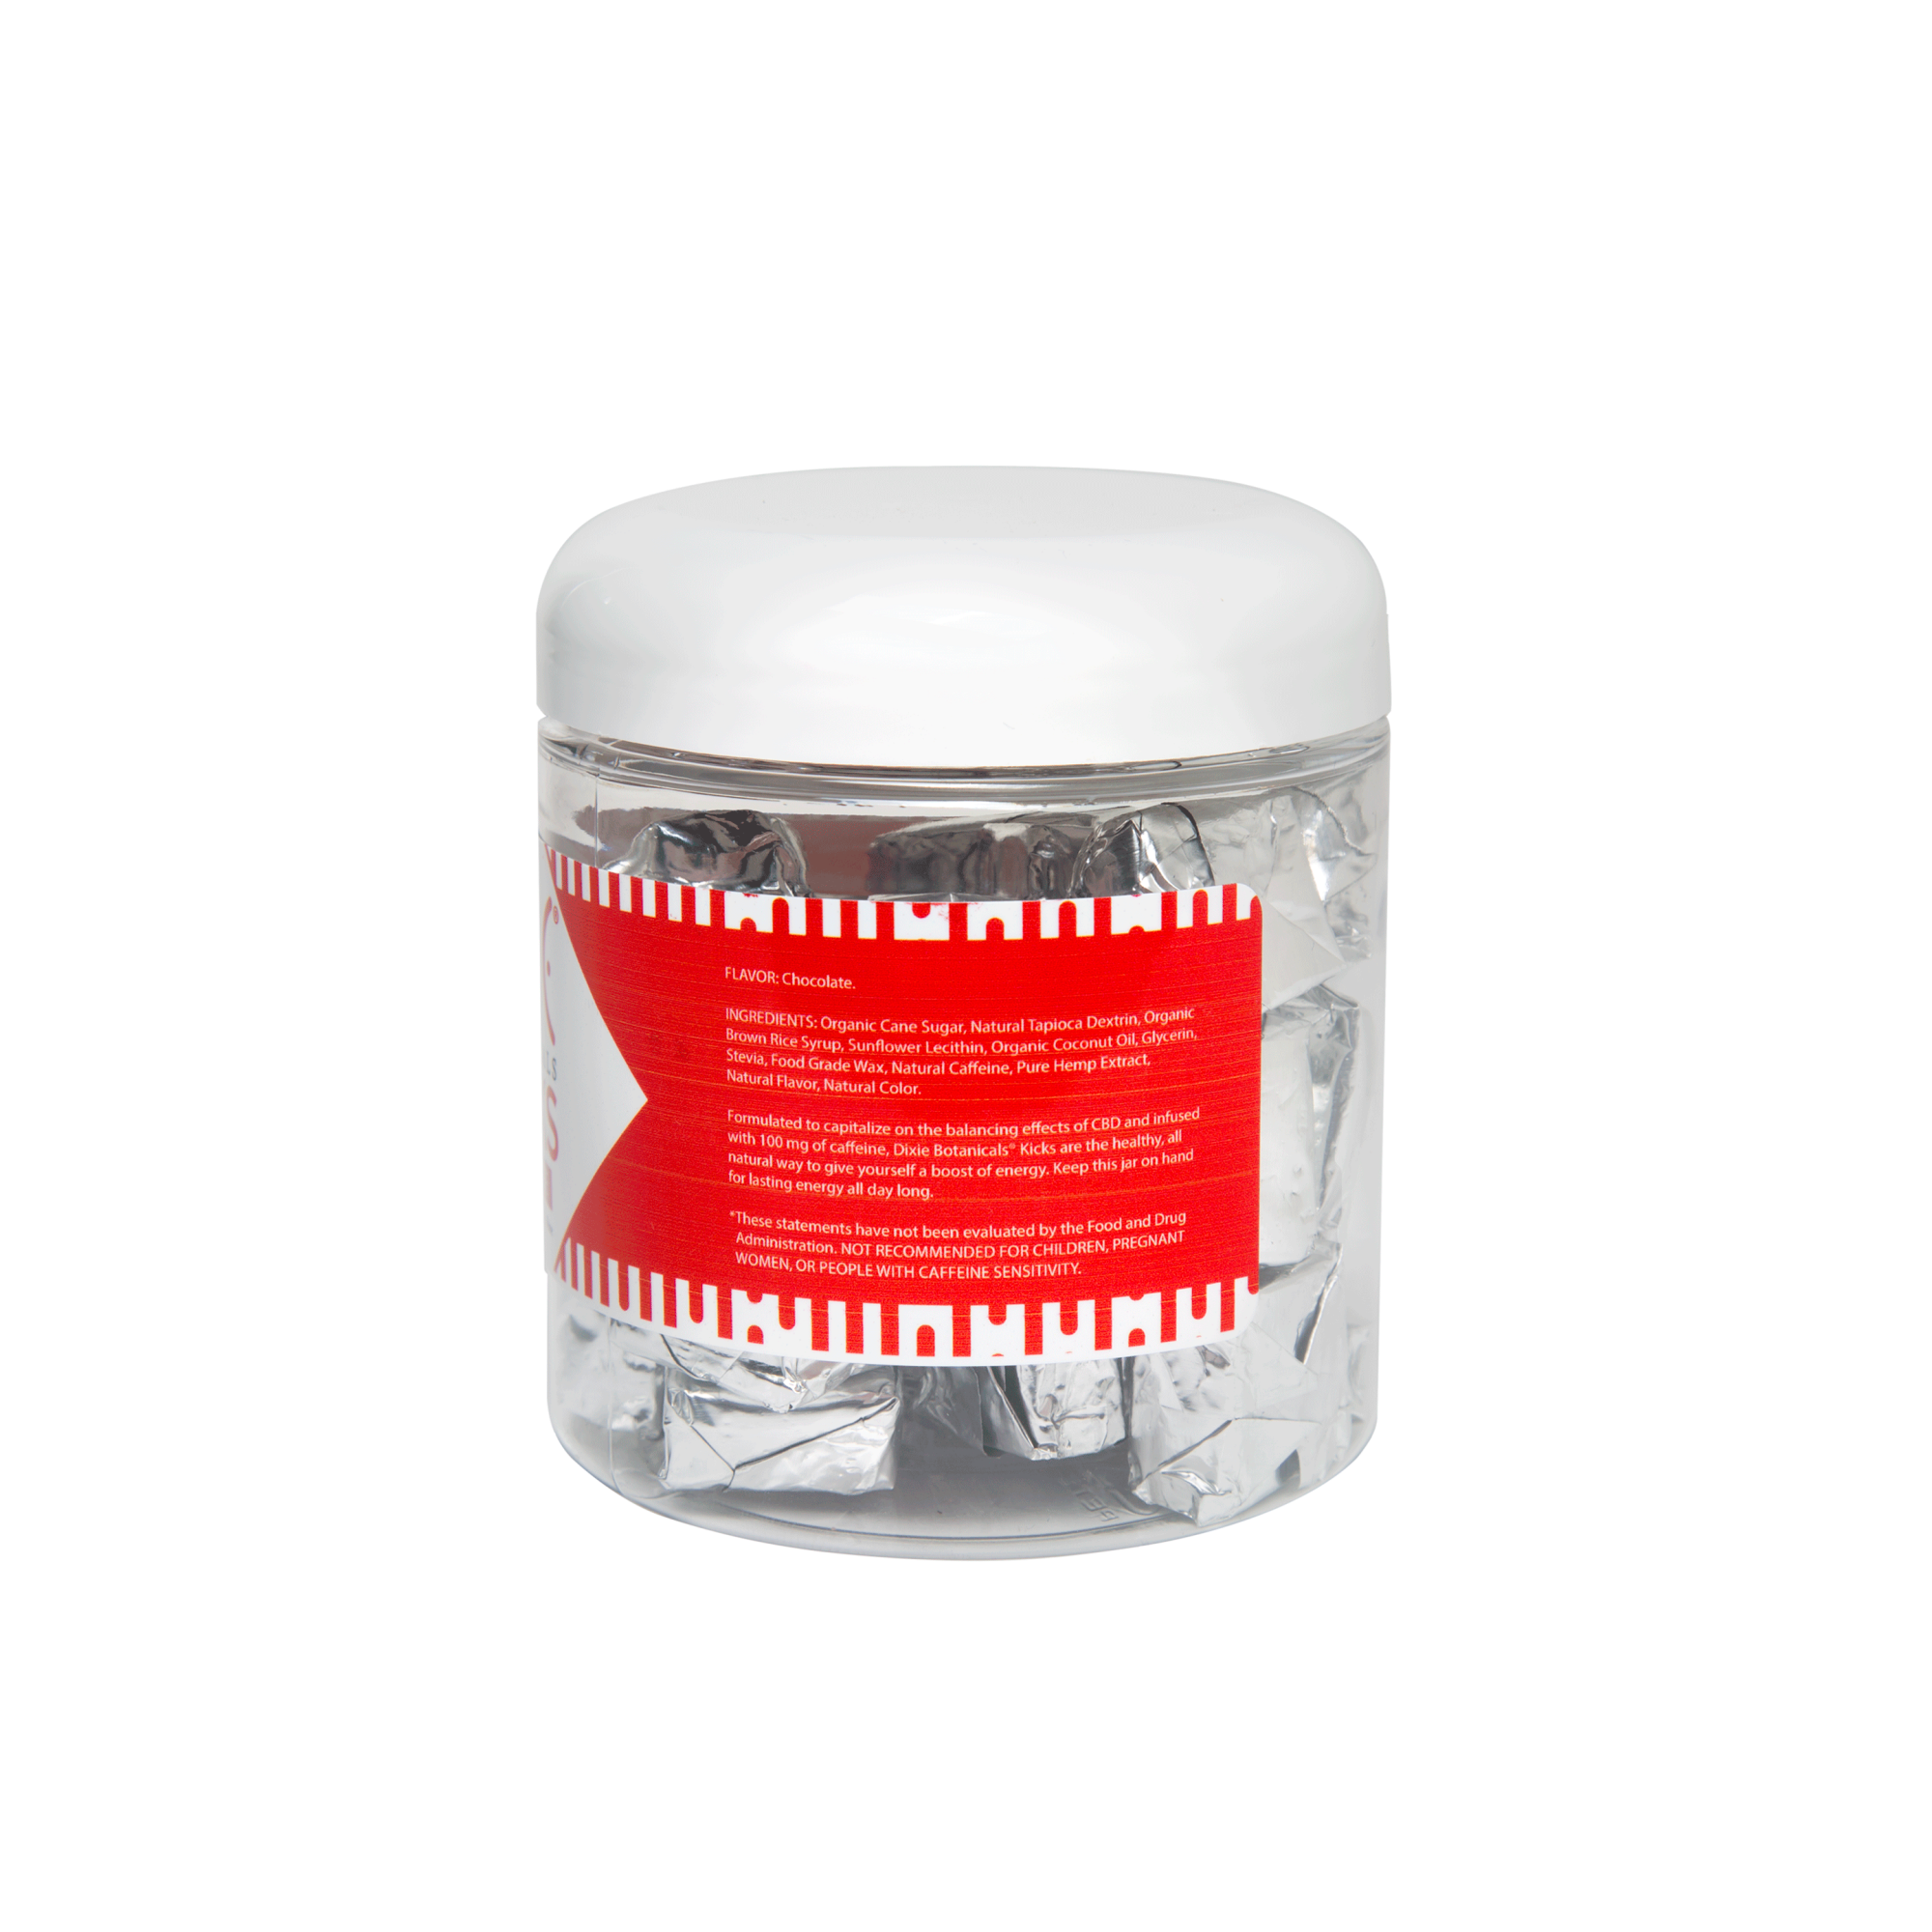 FLAVOR: Chocolate.
INGREDIENTS: Organic Cane Sugar, Natural Tapioca Dextrin, Organic
Brown Rice Syrup, Sunflower Lecithin, Organic Coconut Oil, Glycerin,
Stevia, Food Grade Wax, Natural Caffeine, Pure Hemp Extract,
Natural Flavor, Natural Color.
Formulated to capitalize on the balancing effects of CBD and infused
with 100 mg of caffeine, Dixie Botanicals® Kicks are the healthy, all
natural way to give yourself a boost of energy. Keep this jar on hand
for lasting energy all day long.
*These statements have not been evaluated by the Food and Drug
Administration. NOT RECOMMENDED FOR CHILDREN, PREGNANT
WOMEN, OR PEOPLE WITH CAFFEINE SENSITIVITY.